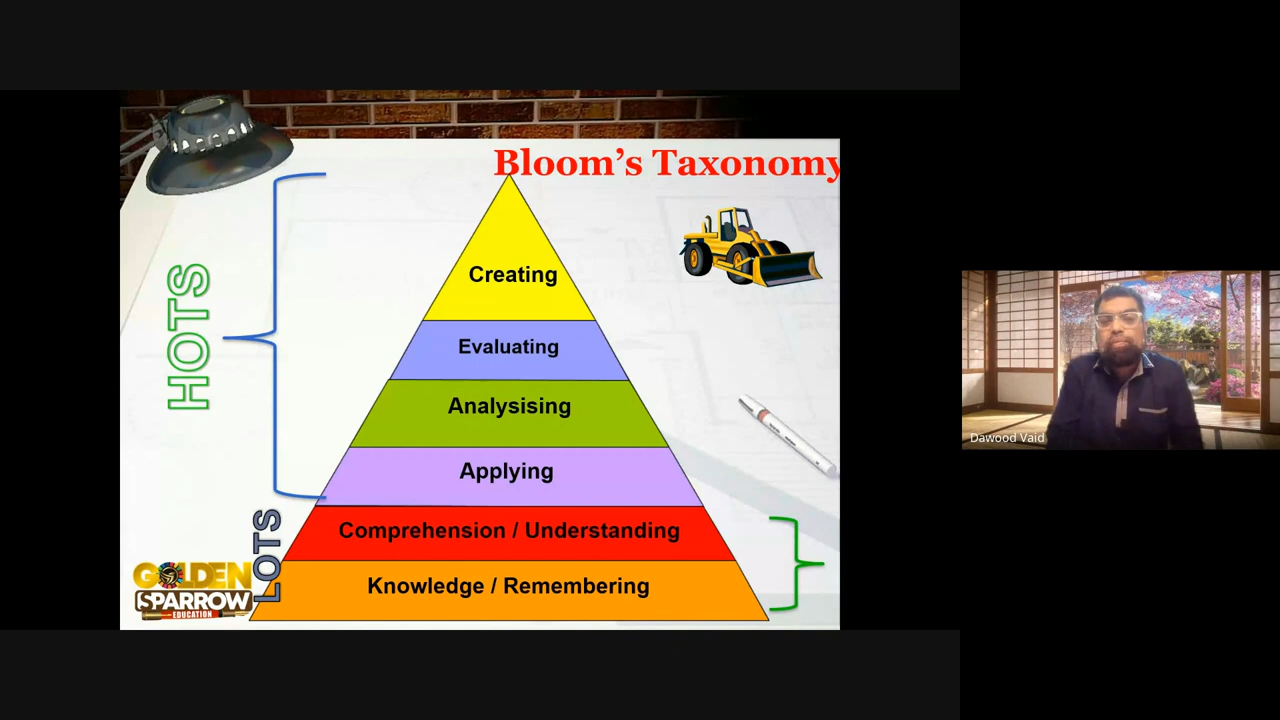 Bloom's Taxonomy
HOTS
Creating
Evaluating
Analysising
Applying
LOTS
Comprehension / Understanding
Knowledge / Remembering
GOLDEN
SPARROW
EDUCATION
Dawood Vaid